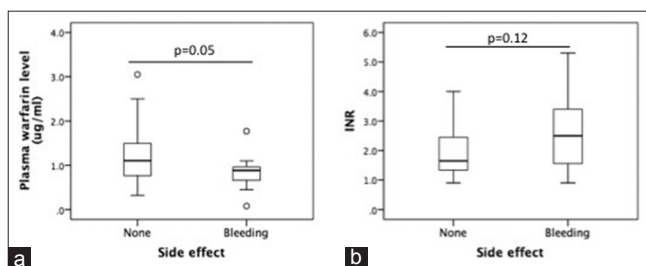 Plasma warfarin level
(ug/ml)
4.0
3.0
2.0
1.0
.0
p=0.05
None
Bleeding
Side effect
a
INR
6.0
5.0
4.0
3.0
2.0
1.0
.0
p=0.12
None
Bleeding
Side effect
b